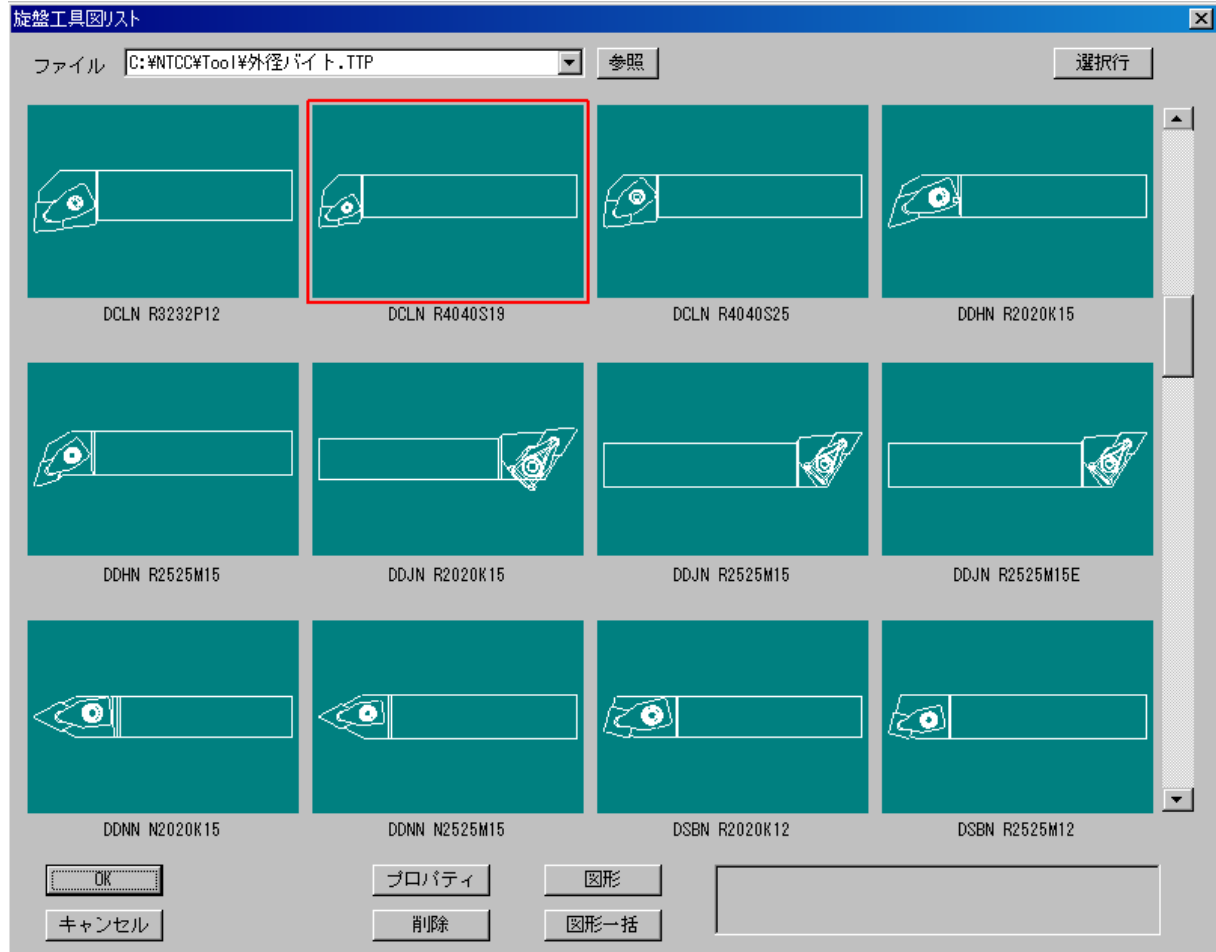 旋盤工具図リスト
ファイル C:¥NTCC¥Tool¥外径バイト.TTP 参照 選択行
DCLN R3232P12 DCLN R4040S19 DCLN R4040S25 DDHN R2020K15
DDHN R2525M15 DDJN R2020K15 DDJN R2525M15 DDJN R2525M15E
DDNN N2020K15 DDNN N2525M15 DSBN R2020K12 DSBN R2525M12
OK プロパティ 図形
キャンセル 削除 図形一括